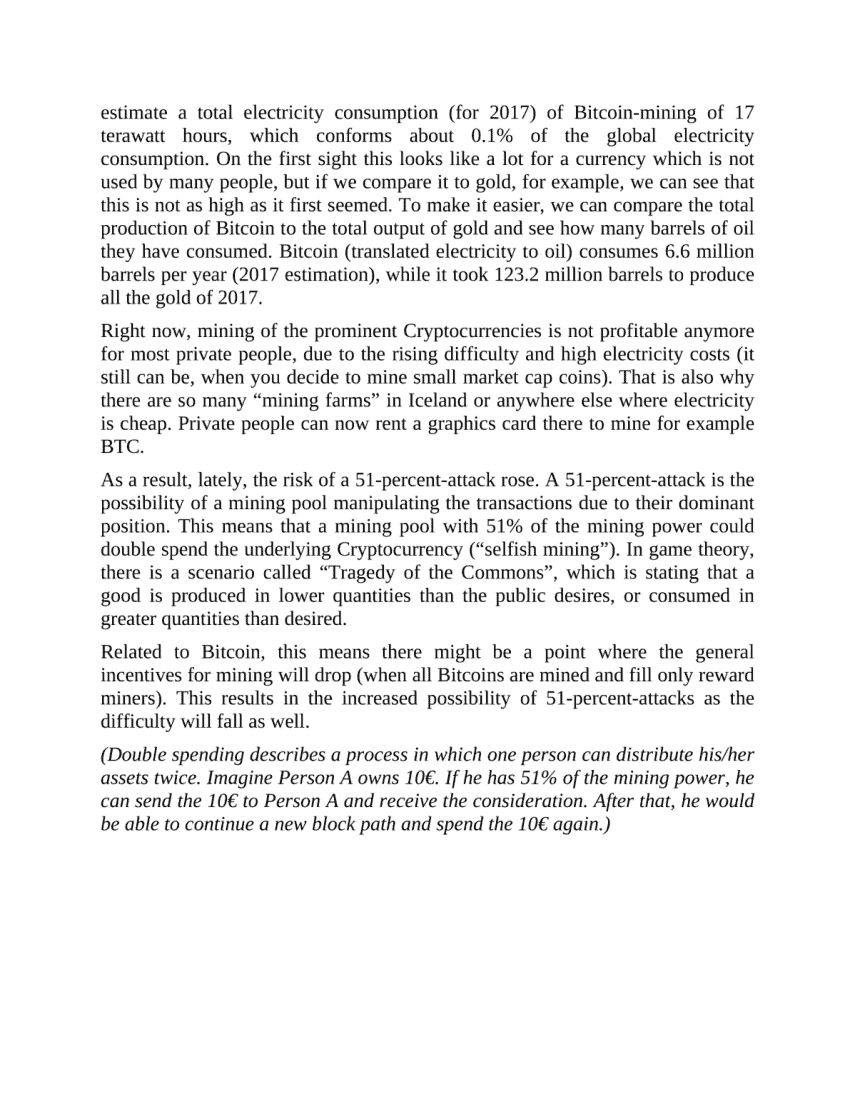 estimate a total electricity consumption (for 2017) of Bitcoin-mining of 17
terawatt hours, which conforms about 0.1% of the global electricity
consumption. On the first sight this looks like a lot for a currency which is not
used by many people, but if we compare it to gold, for example, we can see that
this is not as high as it first seemed. To make it easier, we can compare the total
production of Bitcoin to the total output of gold and see how many barrels of oil
they have consumed. Bitcoin (translated electricity to oil) consumes 6.6 million
barrels per year (2017 estimation), while it took 123.2 million barrels to produce
all the gold of 2017.
Right now, mining of the prominent Cryptocurrencies is not profitable anymore
for most private people, due to the rising difficulty and high electricity costs (it
still can be, when you decide to mine small market cap coins). That is also why
there are so many “mining farms” in Iceland or anywhere else where electricity
is cheap. Private people can now rent a graphics card there to mine for example
BTC.
As a result, lately, the risk of a 51-percent-attack rose. A 51-percent-attack is the
possibility of a mining pool manipulating the transactions due to their dominant
position. This means that a mining pool with 51% of the mining power could
double spend the underlying Cryptocurrency (“selfish mining”). In game theory,
there is a scenario called “Tragedy of the Commons”, which is stating that a
good is produced in lower quantities than the public desires, or consumed in
greater quantities than desired.
Related to Bitcoin, this means there might be a point where the general
incentives for mining will drop (when all Bitcoins are mined and fill only reward
miners). This results in the increased possibility of 51-percent-attacks as the
difficulty will fall as well.
(Double spending describes a process in which one person can distribute his/her
assets twice. Imagine Person A owns 10€. If he has 51% of the mining power, he
can send the 10€ to Person A and receive the consideration. After that, he would
be able to continue a new block path and spend the 10€ again.)